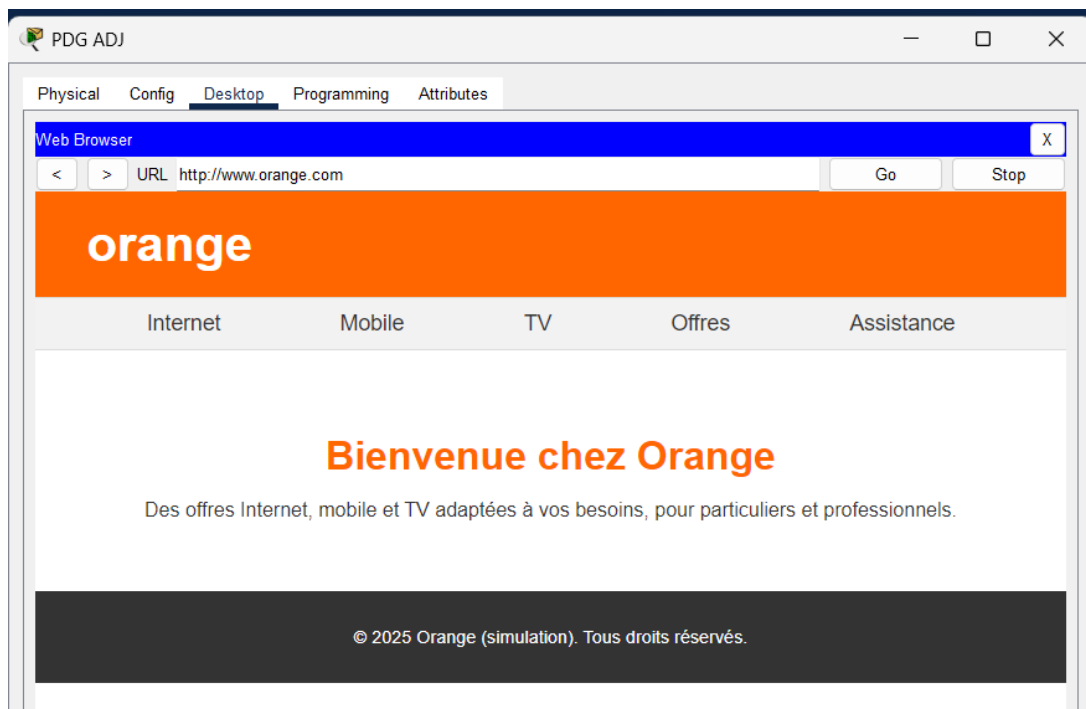 PDG ADJ
Physical Config Desktop Programming Attributes
Web Browser X
< > URL http://www.orange.com Go Stop
orange
Internet Mobile TV Offres Assistance
Bienvenue chez Orange
Des offres Internet, mobile et TV adaptées à vos besoins, pour particuliers et professionnels.
© 2025 Orange (simulation). Tous droits réservés.